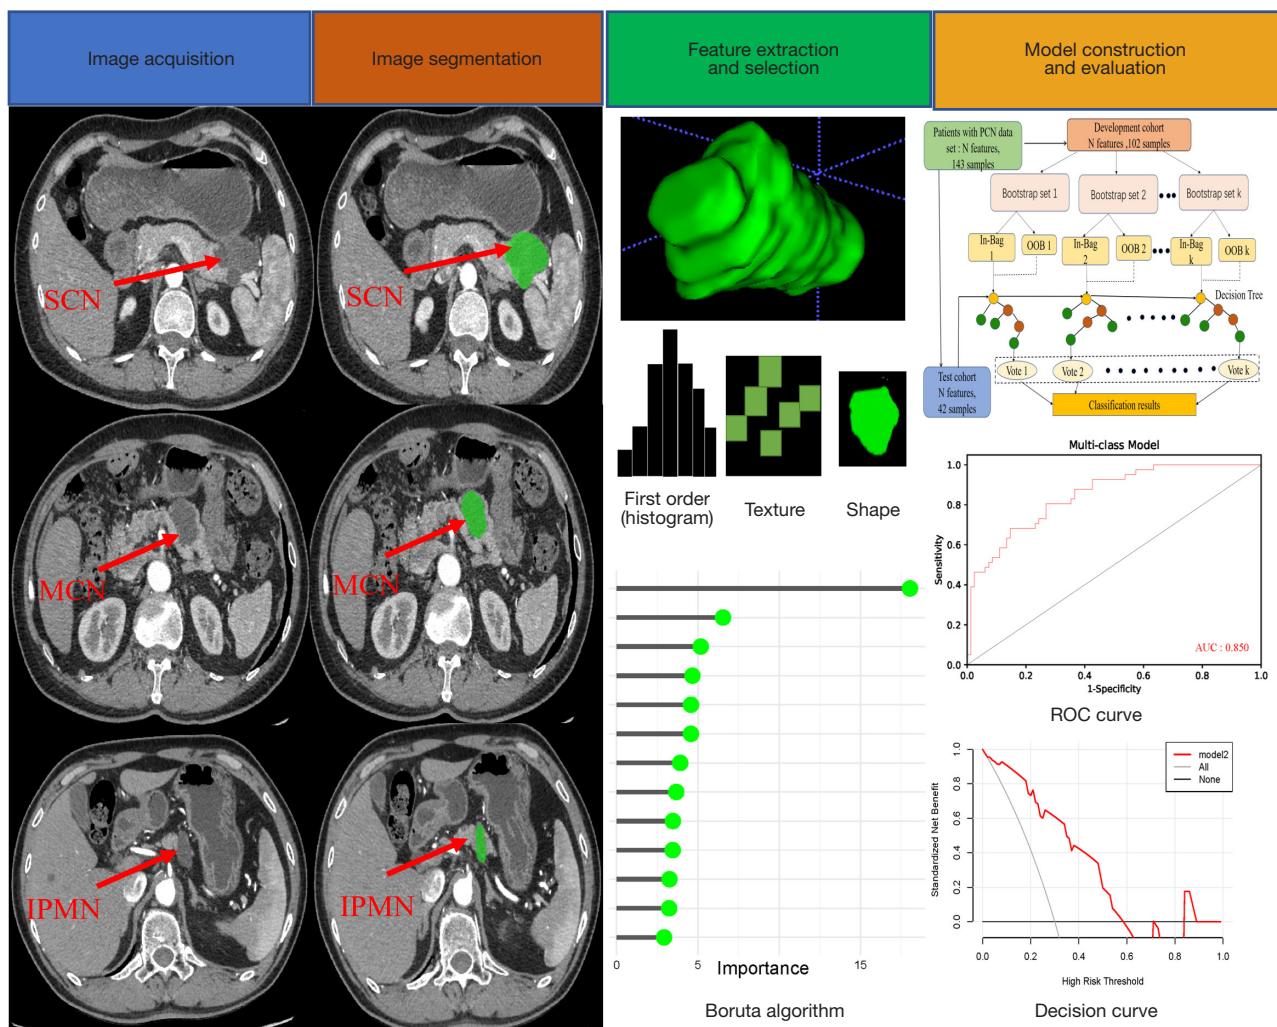 Image acquisition
Image segmentation
Feature extraction
and selection
Model construction
and evaluation
SCN
SCN
MCN
MCN
IPMN
IPMN
First order
(histogram)
Texture
Shape
0
5
15
Importance
Boruta algorithm
Patients with PCN data
set : N features,
143 samples
Development cohort
N features ,102 samples
Bootstrap set 1
Bootstrap set 2
Bootstrap set k
In-Bag
1
OOB 1
In-Bag
2
OOB 2
In-Bag
k
OOB k
Decision Tree
Test cohort
N features,
42 samples
Vote 1
Vote 2
Vote k
Classification results
Multi-class Model
Sensitivity
1.0
0.8
0.6
0.4
0.2
0.0
0.0
0.2
0.4
0.6
0.8
1.0
AUC : 0.850
1-Specificity
ROC curve
Standardized Net Benefit
1.0
0.8
0.6
0.4
0.2
0.0
model2
All
None
0.0
0.2
0.4
0.6
0.8
1.0
High Risk Threshold
Decision curve